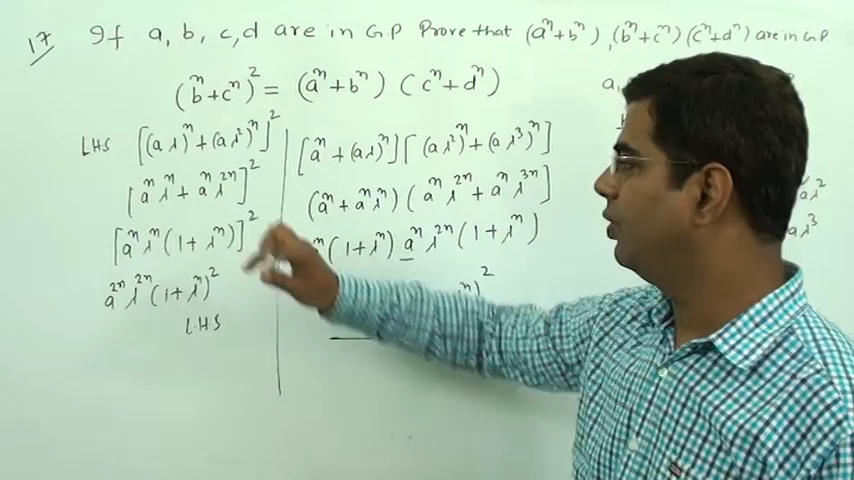 17 If a, b, c, d are in G P Prove that (aⁿ+bⁿ), (bⁿ+cⁿ) (cⁿ+dⁿ) are in GP
(bⁿ+cⁿ)² = (aⁿ+bⁿ) (cⁿ+dⁿ)
LHS [(aλ)ⁿ+(aλ²)ⁿ]²
[aⁿλⁿ + aⁿλ²ⁿ]²
[aⁿλⁿ(1+λⁿ)]²
a²ⁿλ²ⁿ(1+λⁿ)²
LHS
[aⁿ + (aλ)ⁿ] [(aλ²)ⁿ + (aλ³)ⁿ]
(aⁿ + aⁿλⁿ) (aⁿλ²ⁿ + aⁿλ³ⁿ]
ⁿ(1+λⁿ) aⁿλ²ⁿ(1+λⁿ)
ⁿ)²
a,
aλ²
aλ³